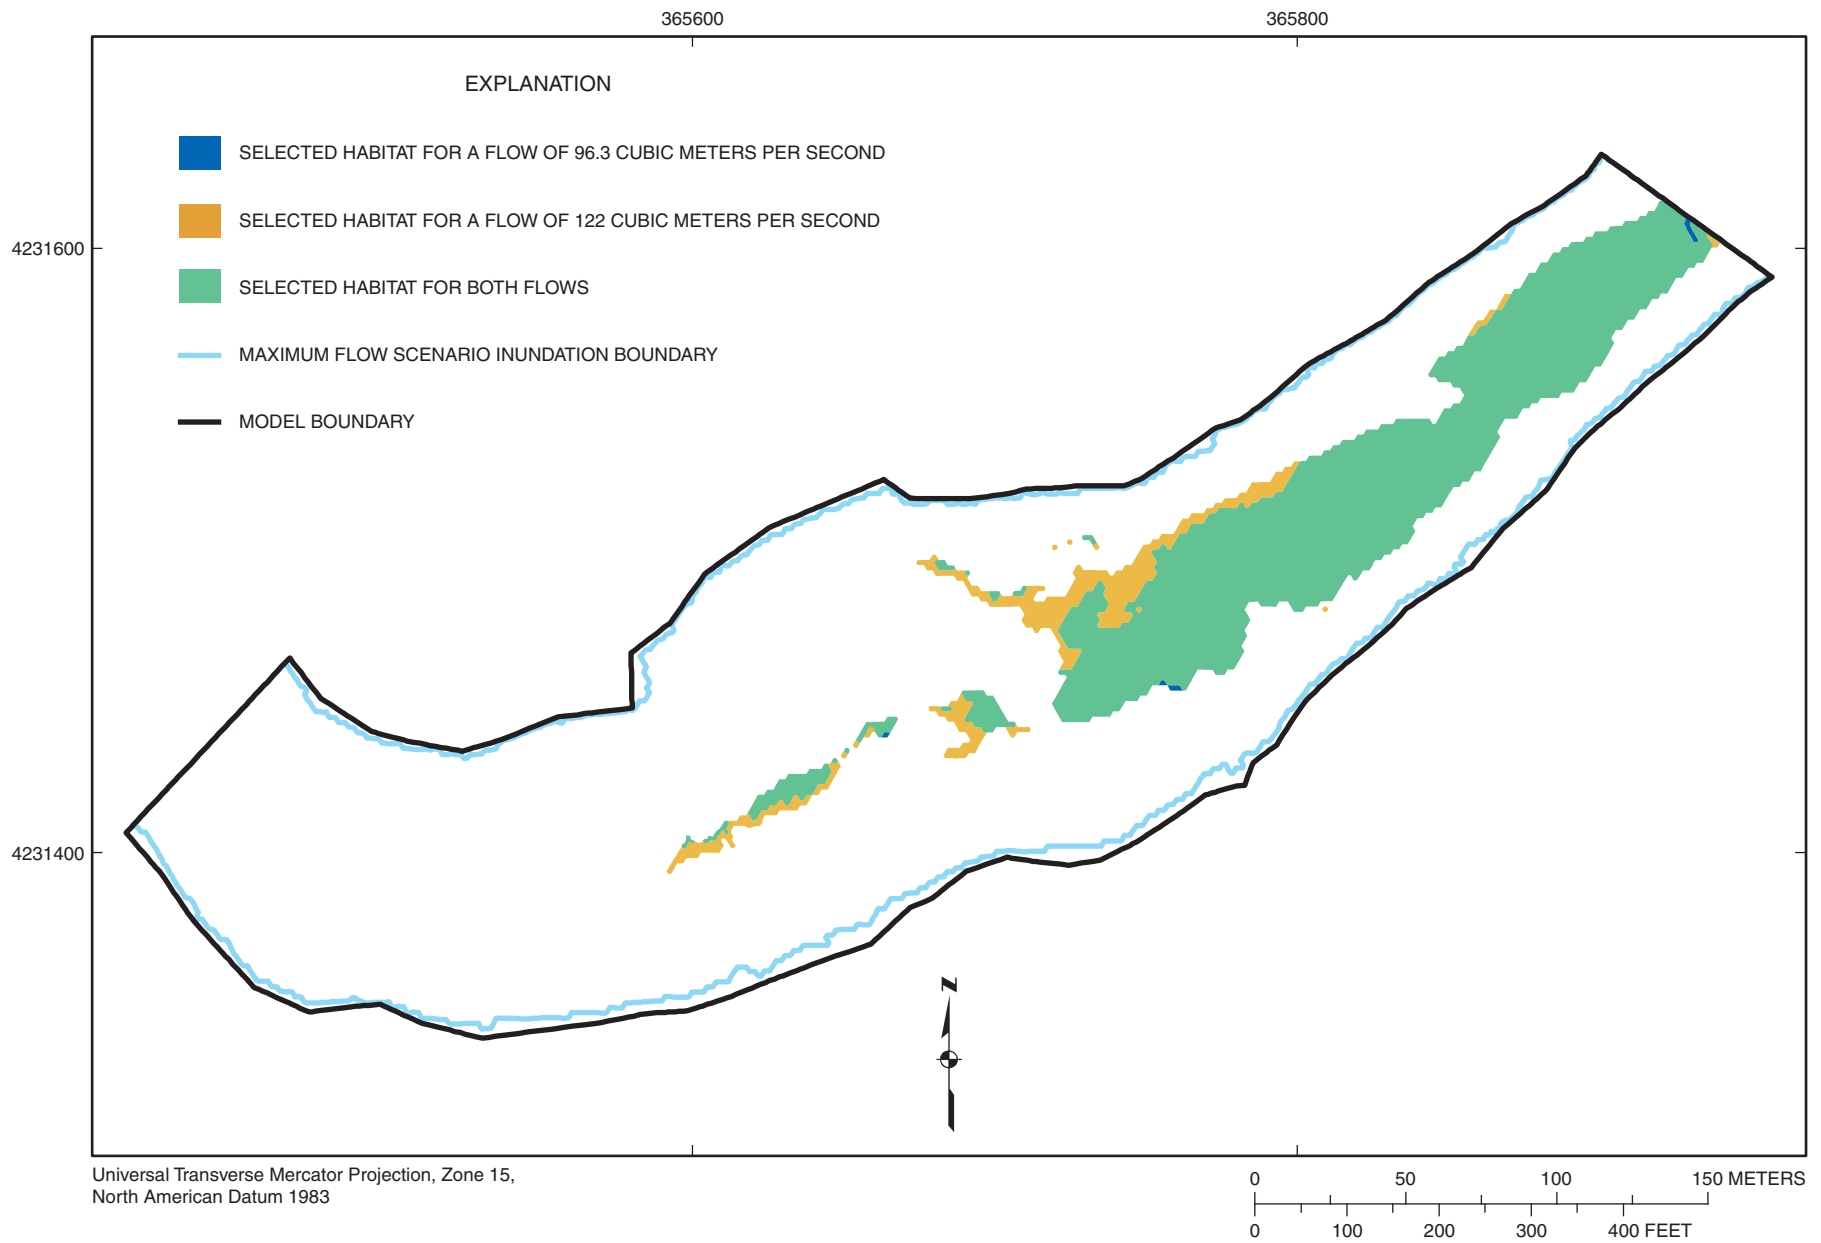 365600 365800
EXPLANATION
SELECTED HABITAT FOR A FLOW OF 96.3 CUBIC METERS PER SECOND
SELECTED HABITAT FOR A FLOW OF 122 CUBIC METERS PER SECOND
4231600
SELECTED HABITAT FOR BOTH FLOWS
MAXIMUM FLOW SCENARIO INUNDATION BOUNDARY
MODEL BOUNDARY
4231400
N
Universal Transverse Mercator Projection, Zone 15,
North American Datum 1983
0 50 100 150 METERS
0 100 200 300 400 FEET